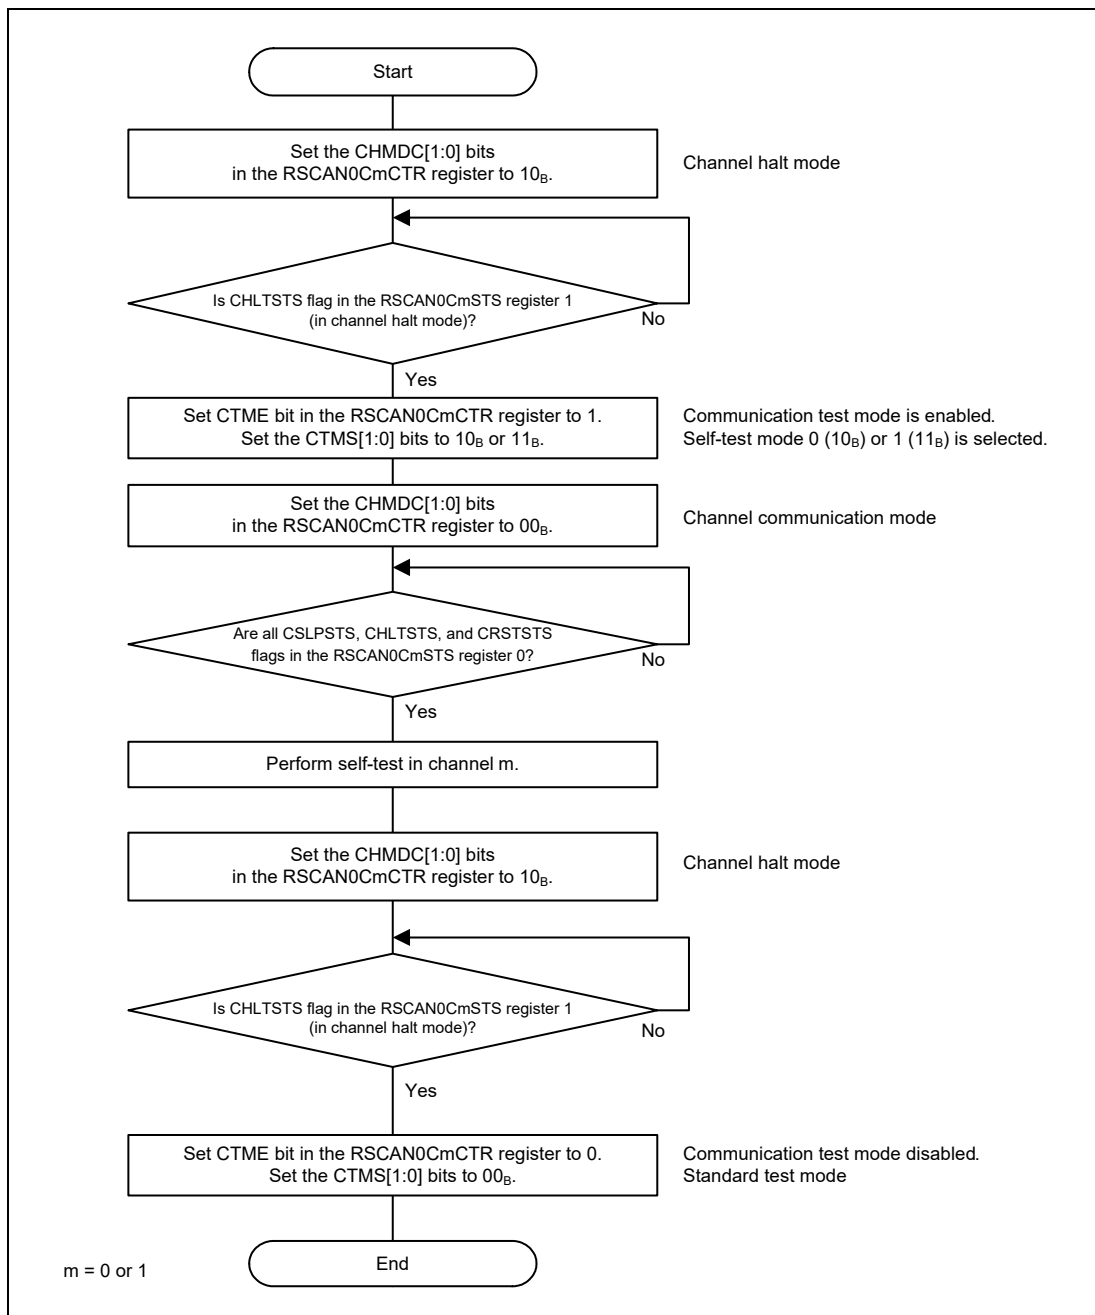 Start
Set the CHMDC[1:0] bits
in the RSCAN0CmCTR register to 10B.
Channel halt mode
Is CHLTSTS flag in the RSCAN0CmSTS register 1
(in channel halt mode)?
No
Yes
Set CTME bit in the RSCAN0CmCTR register to 1.
Set the CTMS[1:0] bits to 10B or 11B.
Communication test mode is enabled.
Self-test mode 0 (10B) or 1 (11B) is selected.
Set the CHMDC[1:0] bits
in the RSCAN0CmCTR register to 00B.
Channel communication mode
Are all CSLPSTS, CHLTSTS, and CRSTSTS
flags in the RSCAN0CmSTS register 0?
No
Yes
Perform self-test in channel m.
Set the CHMDC[1:0] bits
in the RSCAN0CmCTR register to 10B.
Channel halt mode
Is CHLTSTS flag in the RSCAN0CmSTS register 1
(in channel halt mode)?
No
Yes
Set CTME bit in the RSCAN0CmCTR register to 0.
Set the CTMS[1:0] bits to 00B.
Communication test mode disabled.
Standard test mode
End
m = 0 or 1